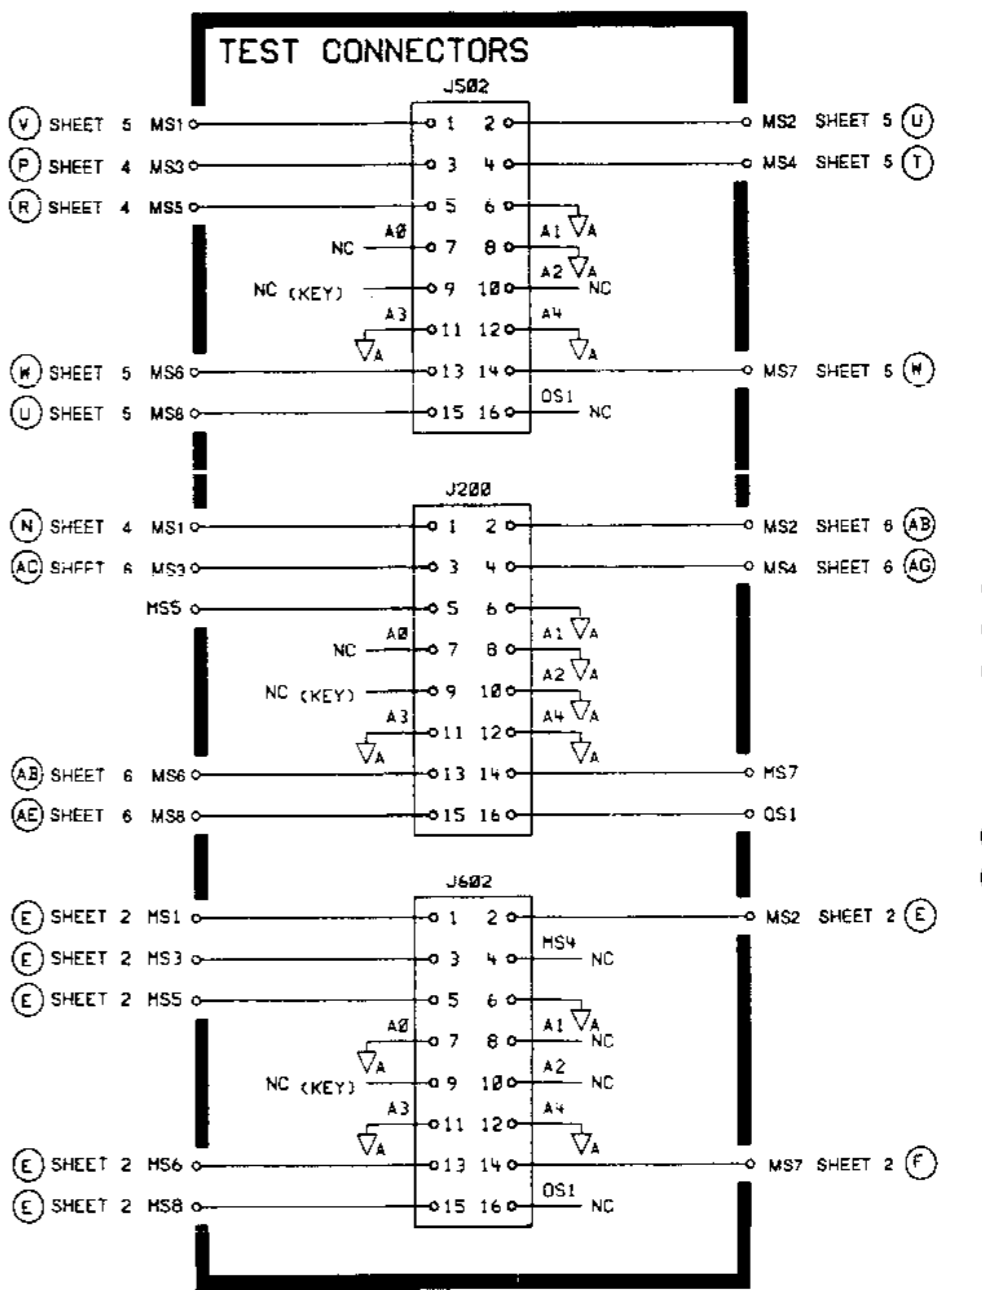 TEST CONNECTORS
J502
V SHEET 5 MS1 1 2 MS2 SHEET 5 U
P SHEET 4 MS3 3 4 MS4 SHEET 5 T
R SHEET 4 MS5 5 6 A
NC A0 7 8 A1 A
NC (KEY) 9 10 A2 NC
A3 A 11 12 A4 A
W SHEET 5 MS6 13 14 MS7 SHEET 5 W
U SHEET 5 MS8 15 16 OS1 NC
J200
N SHEET 4 MS1 1 2 MS2 SHEET 6 AB
AC SHEET 6 MS3 3 4 MS4 SHEET 6 AG
MS5 5 6 A
NC A0 7 8 A1 A
NC (KEY) 9 10 A2 A
A3 A 11 12 A4 A
AB SHEET 6 MS6 13 14 MS7
AE SHEET 6 MS8 15 16 OS1
J602
E SHEET 2 MS1 1 2 MS2 SHEET 2 E
E SHEET 2 MS3 3 4 MS4 NC
E SHEET 2 MS5 5 6 A
A0 A 7 8 A1 NC
NC (KEY) 9 10 A2 NC
A3 A 11 12 A4 A
E SHEET 2 MS6 13 14 MS7 SHEET 2 F
E SHEET 2 MS8 15 16 OS1 NC